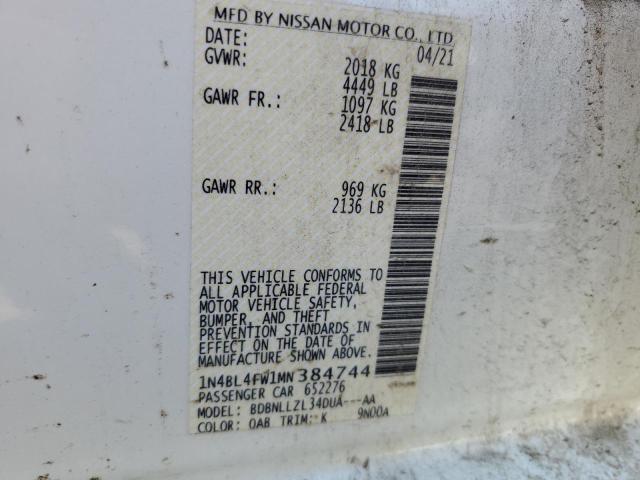 MFD BY NISSAN MOTOR CO., LTD
DATE: 04/21
GVWR: 2018 KG
4449 LB
GAWR FR.: 1097 KG
2418 LB
GAWR RR.: 969 KG
2136 LB
THIS VEHICLE CONFORMS TO
ALL APPLICABLE FEDERAL
MOTOR VEHICLE SAFETY,
BUMPER, AND THEFT
PREVENTION STANDARDS IN
EFFECT ON THE DATE OF
MANUFACTURE SHOWN ABOVE.
1N4BL4FW1MN384744
PASSENGER CAR 652276
MODEL: BDBNLLZL34DUA---AA
COLOR: QAB TRIM: K 9N00A